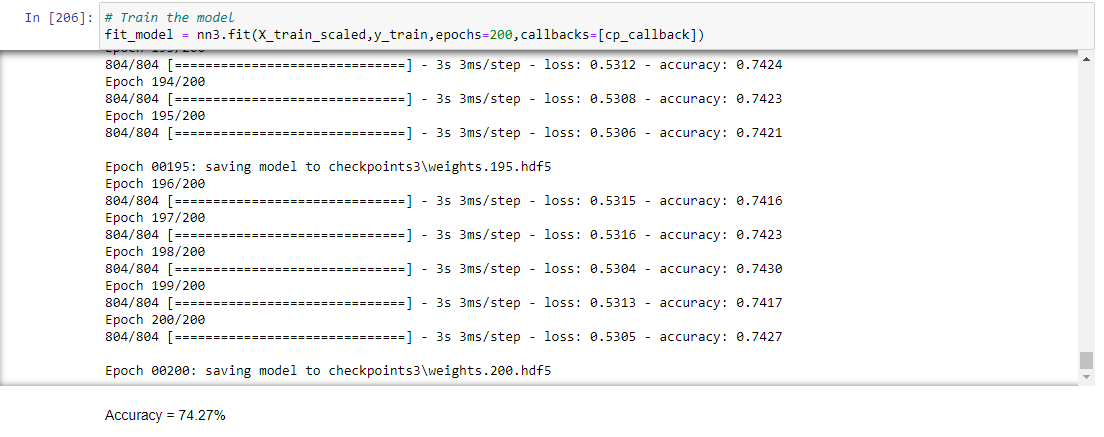 In [206]: # Train the model
fit_model = nn3.fit(X_train_scaled,y_train,epochs=200,callbacks=[cp_callback])
804/804 [==============================] - 3s 3ms/step - loss: 0.5312 - accuracy: 0.7424
Epoch 194/200
804/804 [==============================] - 3s 3ms/step - loss: 0.5308 - accuracy: 0.7423
Epoch 195/200
804/804 [==============================] - 3s 3ms/step - loss: 0.5306 - accuracy: 0.7421
Epoch 00195: saving model to checkpoints3\weights.195.hdf5
Epoch 196/200
804/804 [==============================] - 3s 3ms/step - loss: 0.5315 - accuracy: 0.7416
Epoch 197/200
804/804 [==============================] - 3s 3ms/step - loss: 0.5316 - accuracy: 0.7423
Epoch 198/200
804/804 [==============================] - 3s 3ms/step - loss: 0.5304 - accuracy: 0.7430
Epoch 199/200
804/804 [==============================] - 3s 3ms/step - loss: 0.5313 - accuracy: 0.7417
Epoch 200/200
804/804 [==============================] - 3s 3ms/step - loss: 0.5305 - accuracy: 0.7427
Epoch 00200: saving model to checkpoints3\weights.200.hdf5
Accuracy = 74.27%